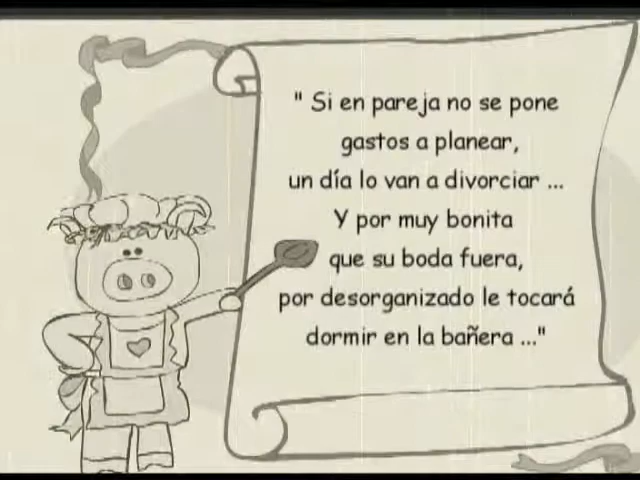 " Si en pareja no se pone
gastos a planear,
un día lo van a divorciar ...
Y por muy bonita
que su boda fuera,
por desorganizado le tocará
dormir en la bañera ..."